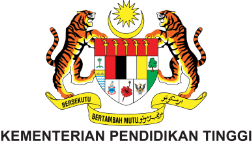 BERSEKUTU
BERTAMBAH MUTU
KEMENTERIAN PENDIDIKAN TINGGI